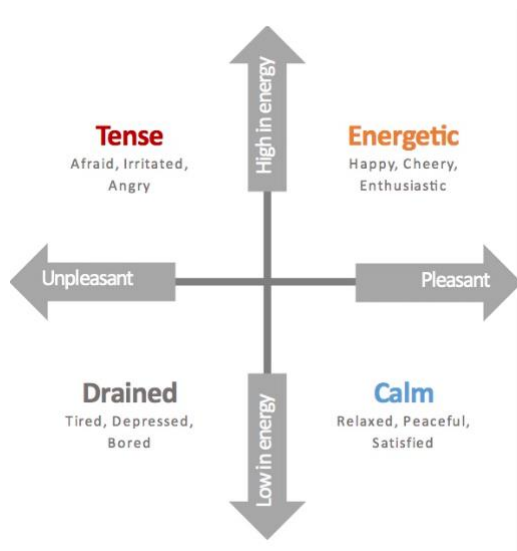 High in energy
Tense
Afraid, Irritated,
Angry
Energetic
Happy, Cheery,
Enthusiastic
Unpleasant
Pleasant
Drained
Tired, Depressed,
Bored
Calm
Relaxed, Peaceful,
Satisfied
Low in energy